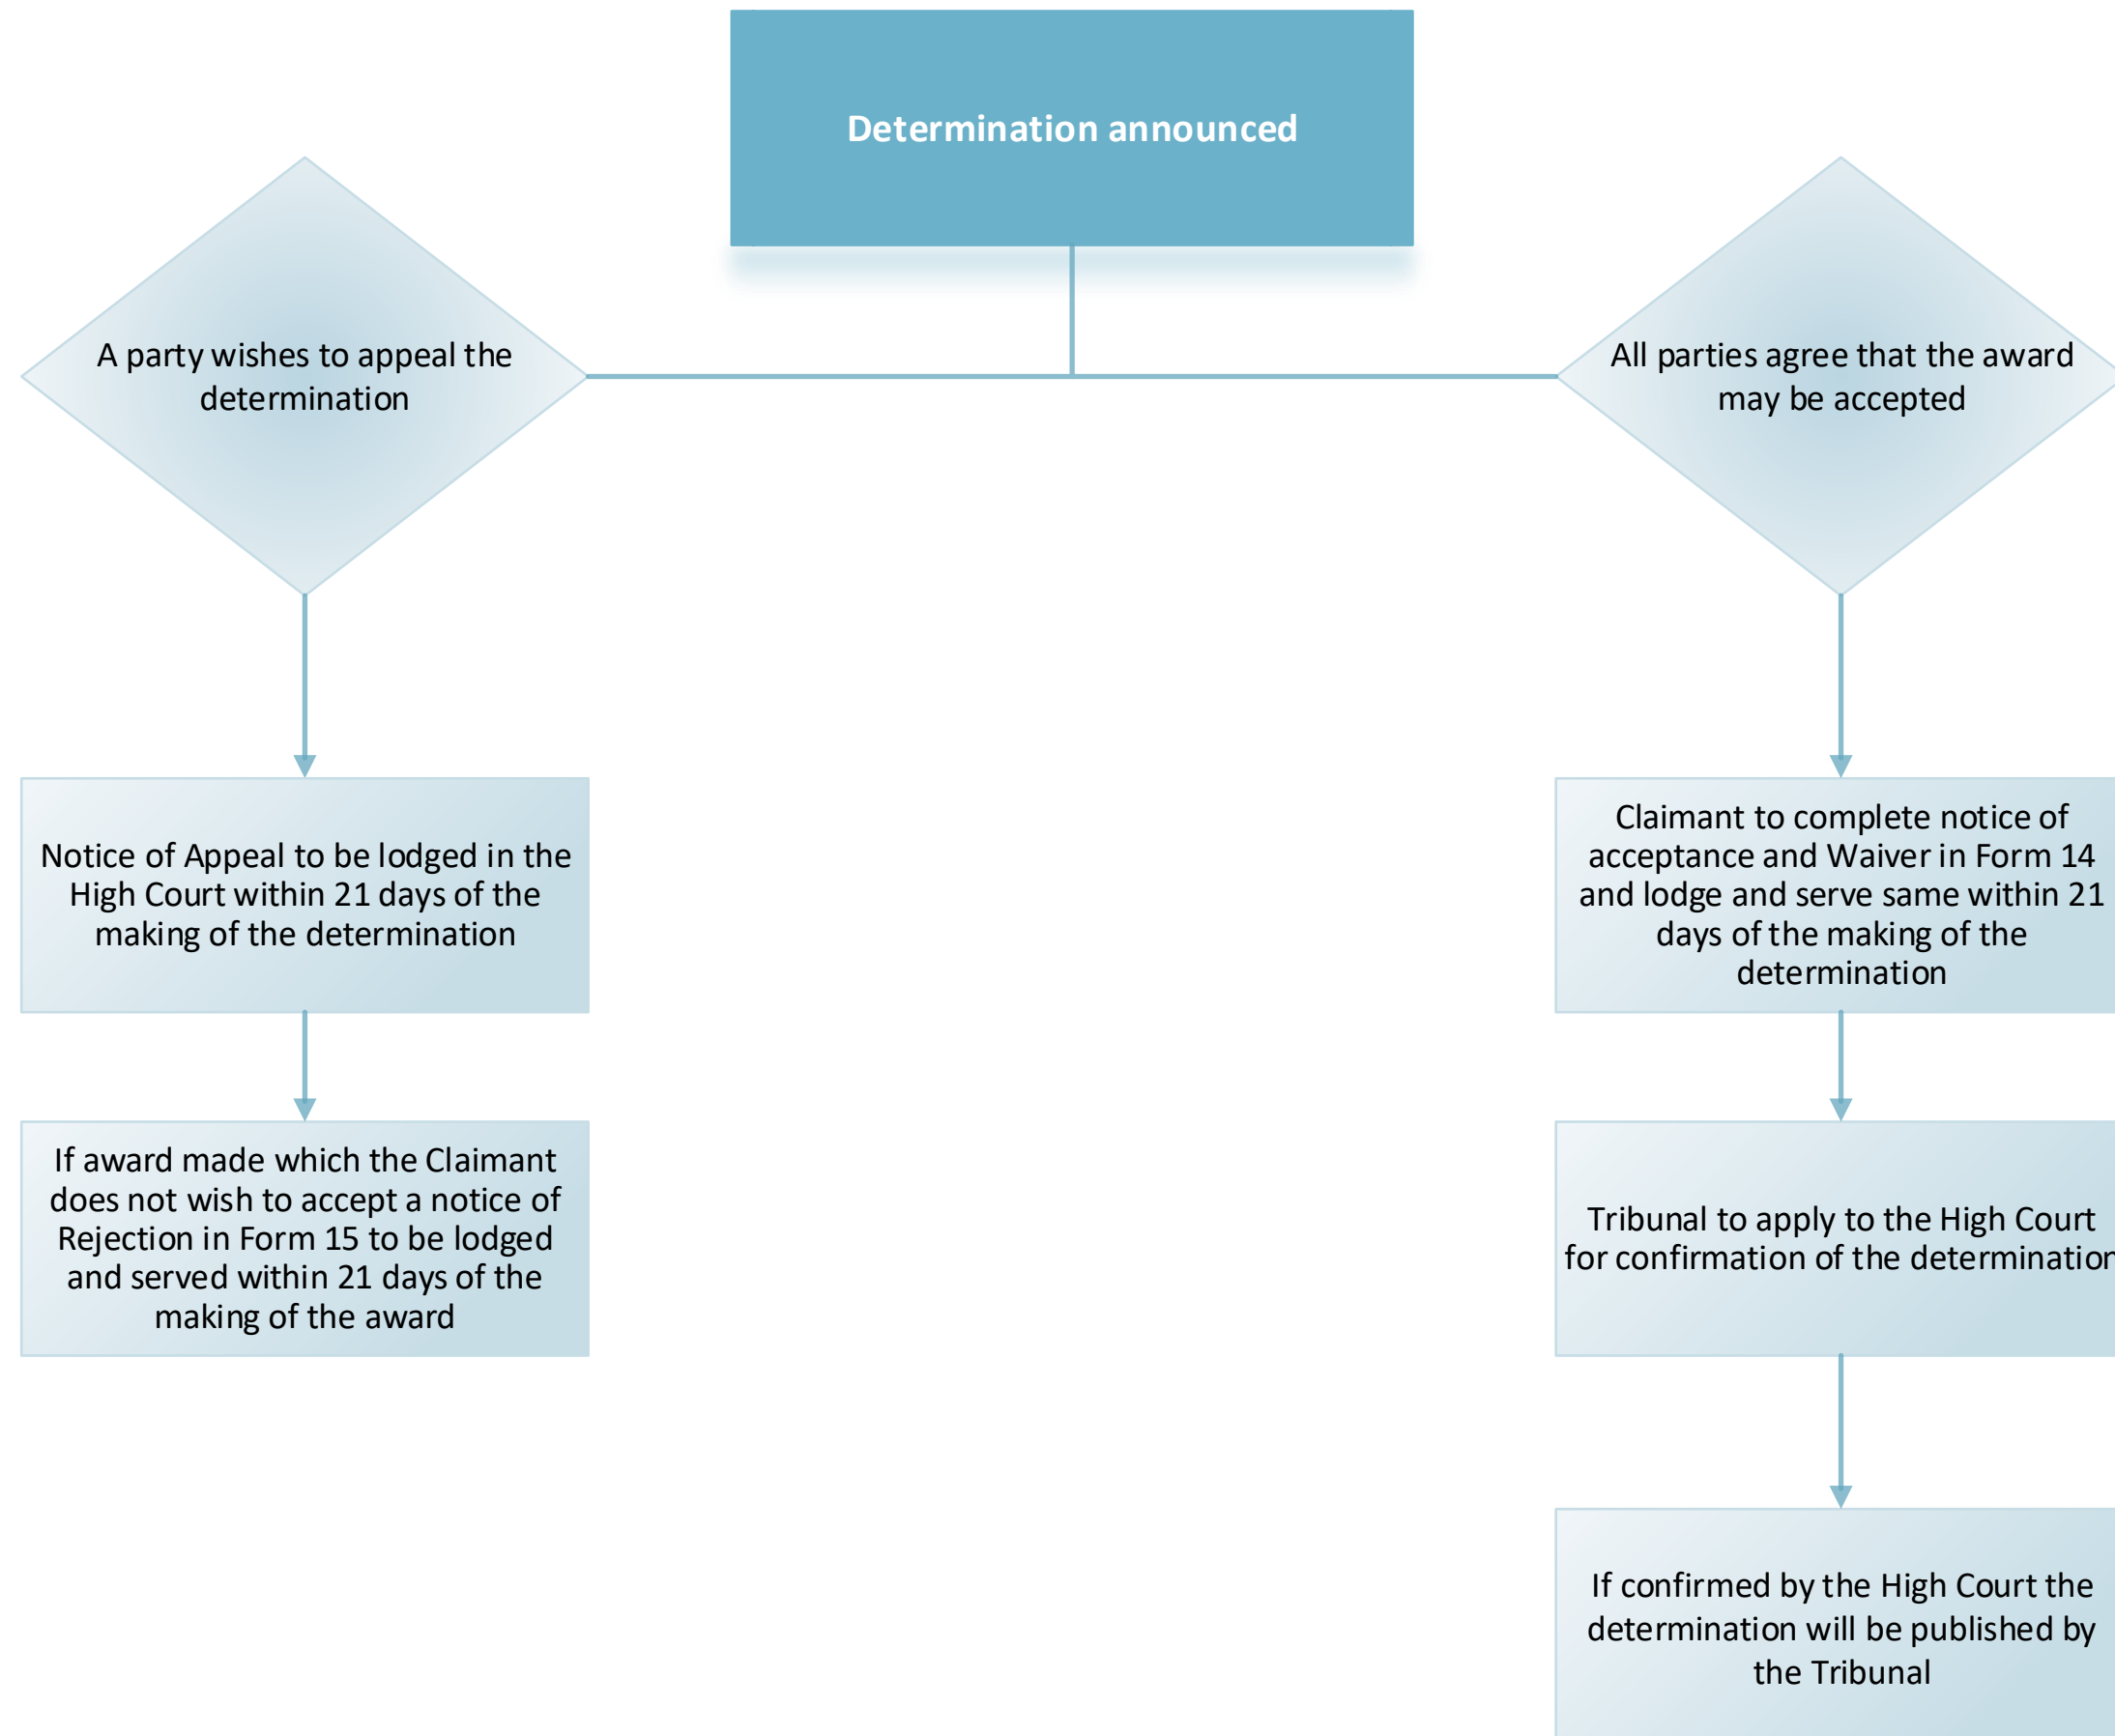 Determination announced
A party wishes to appeal the
determination
All parties agree that the award
may be accepted
Notice of Appeal to be lodged in the
High Court within 21 days of the
making of the determination
Claimant to complete notice of
acceptance and Waiver in Form 14
and lodge and serve same within 21
days of the making of the
determination
If award made which the Claimant
does not wish to accept a notice of
Rejection in Form 15 to be lodged
and served within 21 days of the
making of the award
Tribunal to apply to the High Court
for confirmation of the determination
If confirmed by the High Court the
determination will be published by
the Tribunal